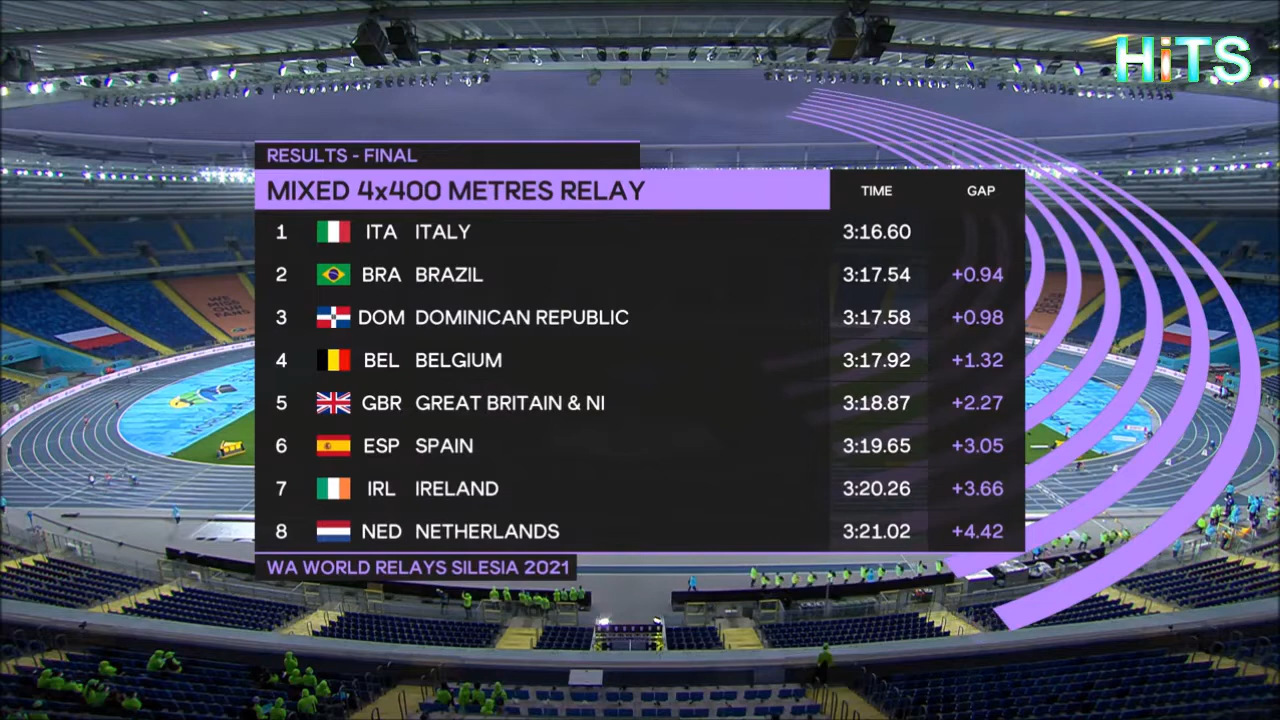 HiTS
RESULTS - FINAL
MIXED 4x400 METRES RELAY TIME GAP
1 ITA ITALY 3:16.60
2 BRA BRAZIL 3:17.54 +0.94
3 DOM DOMINICAN REPUBLIC 3:17.58 +0.98
4 BEL BELGIUM 3:17.92 +1.32
5 GBR GREAT BRITAIN & NI 3:18.87 +2.27
6 ESP SPAIN 3:19.65 +3.05
7 IRL IRELAND 3:20.26 +3.66
8 NED NETHERLANDS 3:21.02 +4.42
WA WORLD RELAYS SILESIA 2021
WE
MISS
OUR
FANS